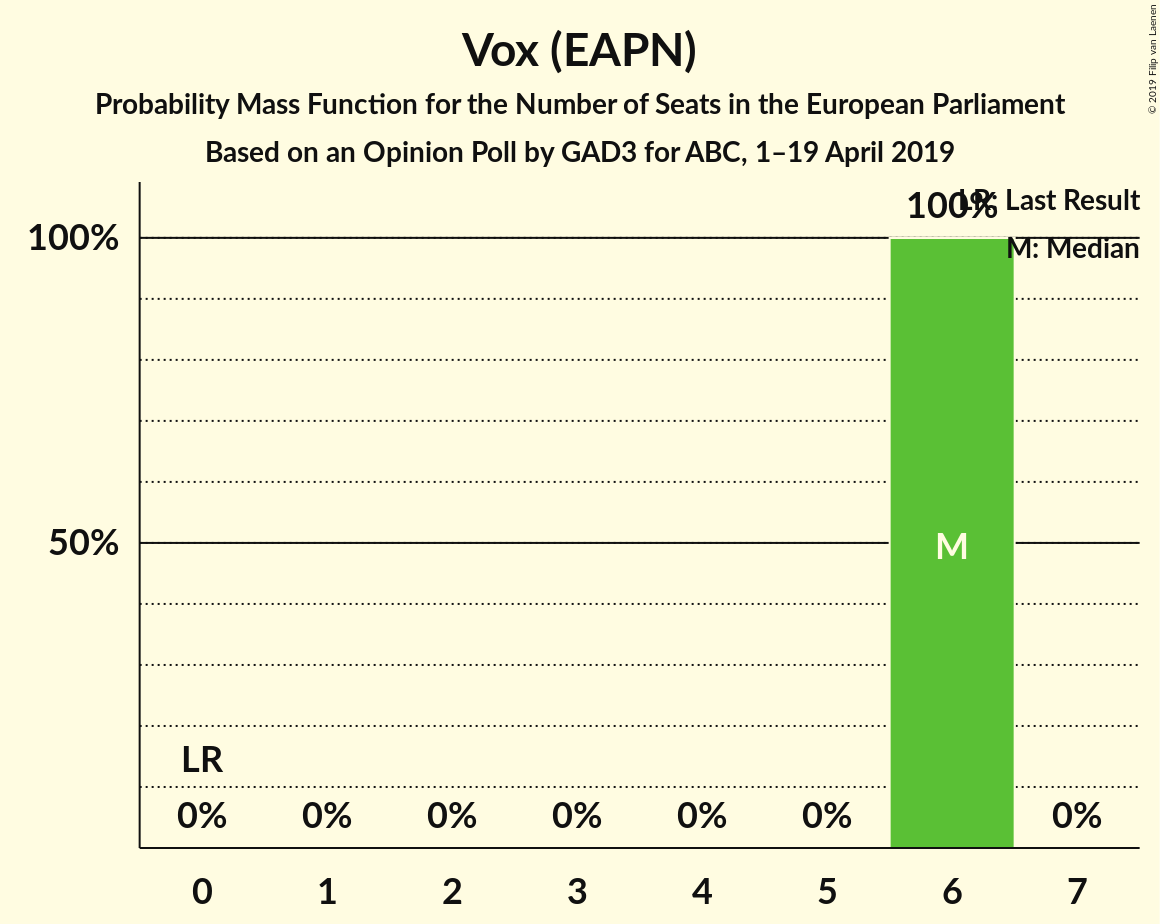 Vox (EAPN)
Probability Mass Function for the Number of Seats in the European Parliament
Based on an Opinion Poll by GAD3 for ABC, 1–19 April 2019
© 2019 Filip van Laenen
100%
LR: Last Result
100%
M: Median
50%
M
LR
0% 0% 0% 0% 0% 0% 0%
0 1 2 3 4 5 6 7